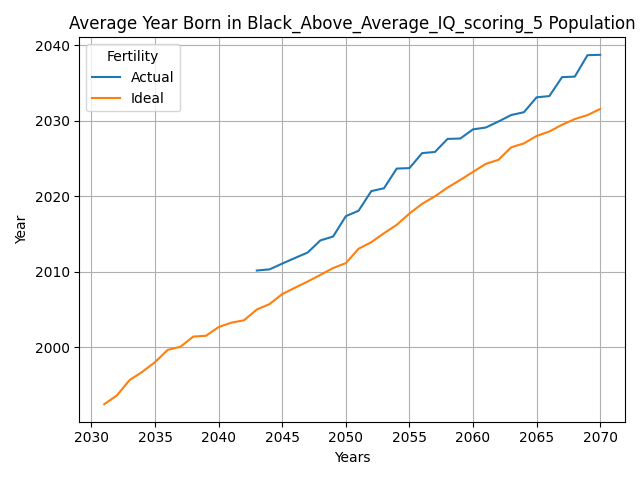 Average Year Born in Black_Above_Average_IQ_scoring_5 Population
2040
2030
2020
2010
2000
Year
Fertility
Actual
Ideal
2030 2035 2040 2045 2050 2055 2060 2065 2070
Years